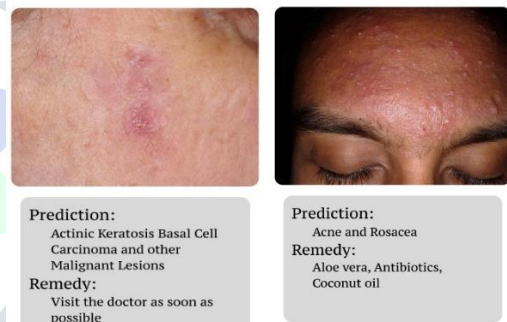 Prediction:
Actinic Keratosis Basal Cell
Carcinoma and other
Malignant Lesions
Remedy:
Visit the doctor as soon as
possible
Prediction:
Acne and Rosacea
Remedy:
Aloe vera, Antibiotics,
Coconut oil